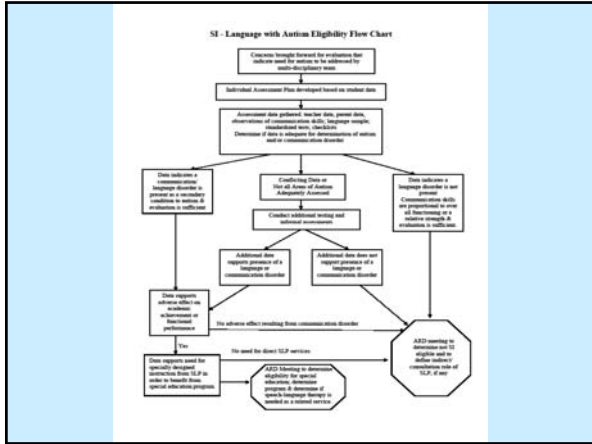 SI - Language with Autism Eligibility Flow Chart
Concerns brought forward for evaluation that
indicate need for autism to be addressed by
multi-disciplinary team
Individual Assessment Plan developed based on student data
Assessment data gathered: teacher data, parent data,
observations of communication skills; language sample;
standardized tests; checklists
Determine if data is adequate for determination of autism
and/or communication disorder
Data indicates a
communication/
language disorder is
present as a secondary
condition to autism &
evaluation is sufficient
Conflicting Data or
Not all Areas of Autism
Adequately Assessed
Data indicates a
language disorder is not
present
Communication skills
are proportional to over
all functioning or a
relative strength &
evaluation is sufficient.
Conduct additional testing and
informal assessments
Additional data
supports presence of a
language or
communication disorder
Additional data does not
support presence of a
language or
communication disorder
Data supports
adverse effect on
academic
achievement or
functional
performance
No adverse effect resulting from communication disorder
Yes
No need for direct SLP services
ARD meeting to
determine not SI
eligible and to
define indirect/
consultation role of
SLP, if any
Data supports need for
specially designed
instruction from SLP in
order to benefit from
special education program
ARD Meeting to determine
eligibility for special
education; determine
program & determine if
speech-language therapy is
needed as a related service